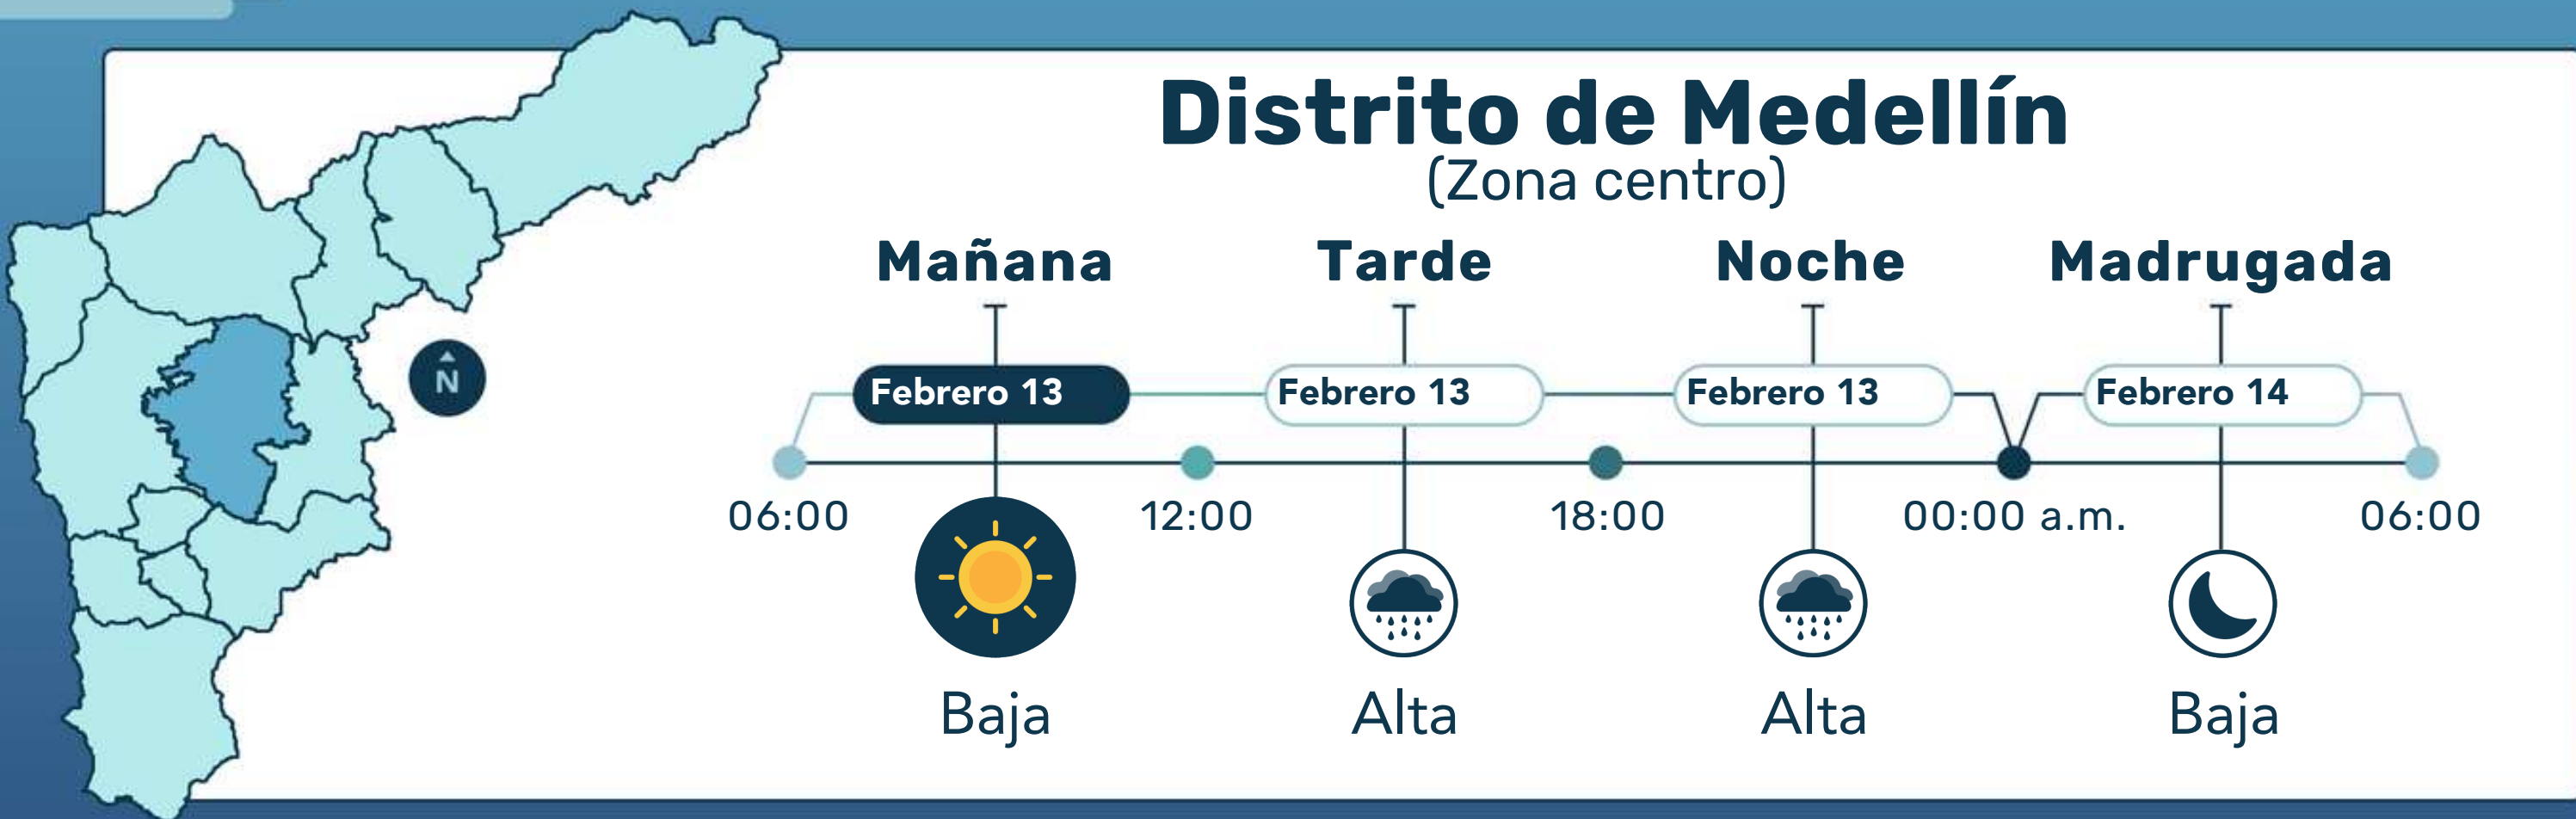 Distrito de Medellín
(Zona centro)
Mañana Tarde Noche Madrugada
Febrero 13 Febrero 13 Febrero 13 Febrero 14
N
06:00 12:00 18:00 00:00 a.m. 06:00
Baja Alta Alta Baja